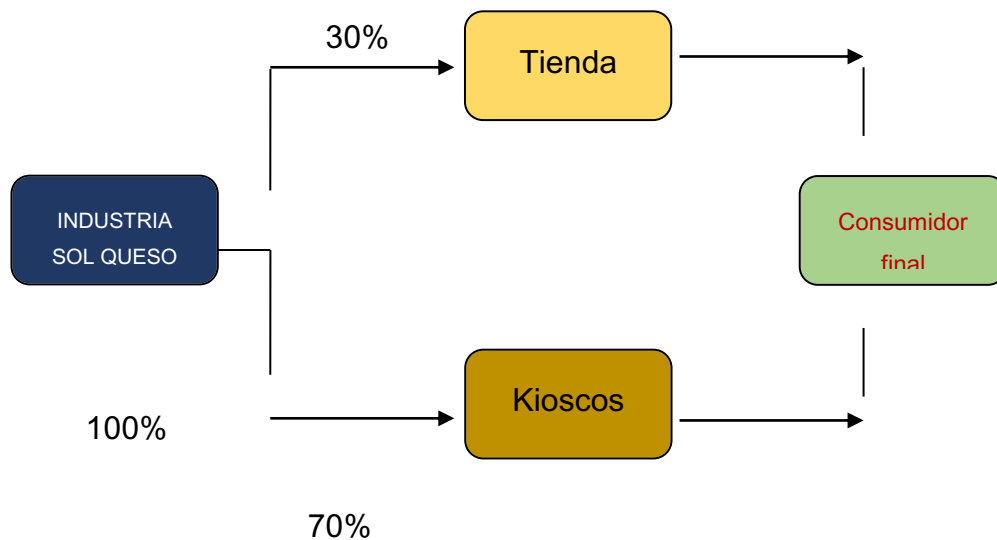 30%
Tienda
INDUSTRIA
SOL QUESO
Consumidor
final
Kioscos
100%
70%